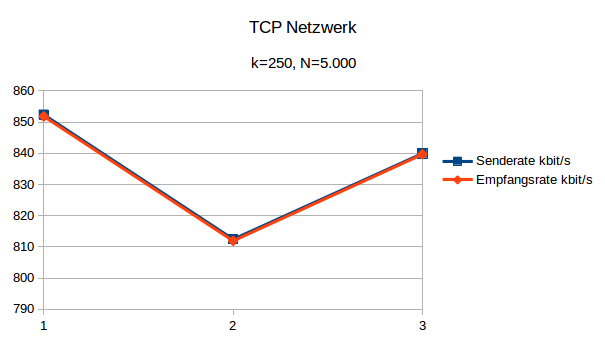 TCP Netzwerk
k=250, N=5.000
860
850
840
830
820
810
800
790
1
2
3
Senderate kbit/s
Empfangsrate kbit/s